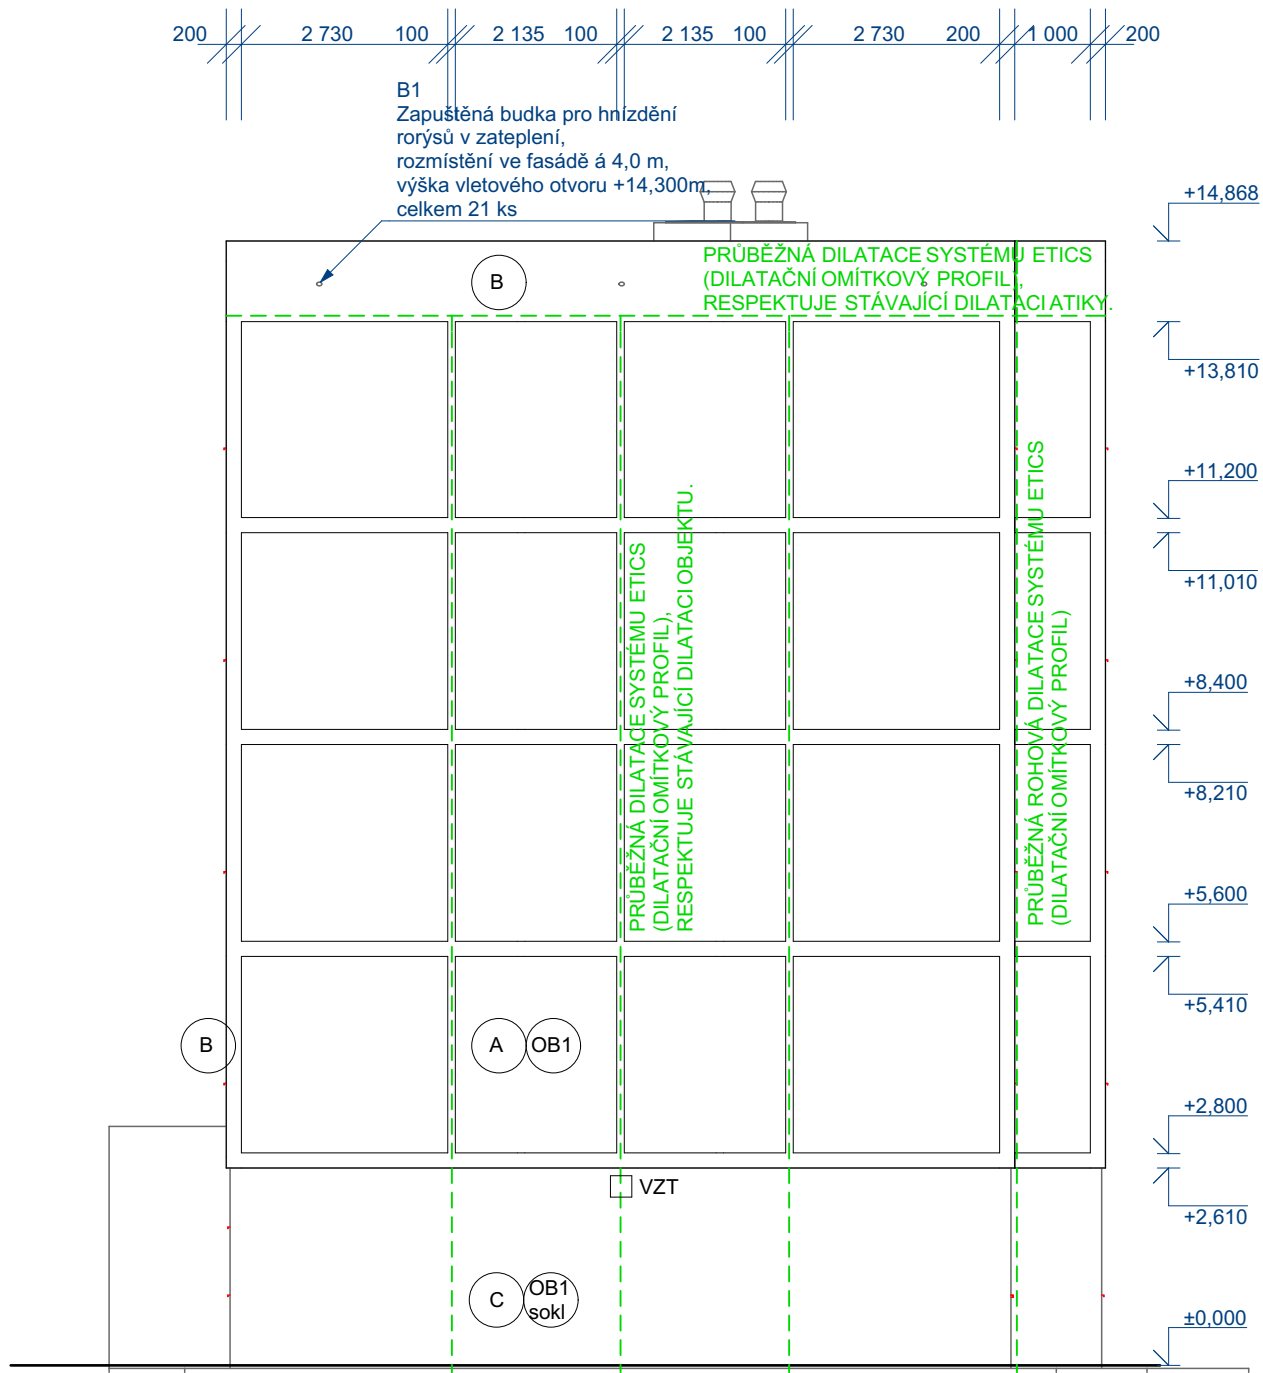 200 2 730 100 2 135 100 2 135 100 2 730 200 1 000 200
B1
Zapuštěná budka pro hnízdění
rorýsů v zateplení,
rozmístění ve fasádě á 4,0 m,
výška vletového otvoru +14,300m,
celkem 21 ks
+14,868
PRŮBĚŽNÁ DILATACE SYSTÉMU ETICS
(DILATAČNÍ OMÍTKOVÝ PROFIL),
RESPEKTUJE STÁVAJÍCÍ DILATACI ATIKY.
B
+13,810
+11,200
+11,010
PRŮBĚŽNÁ DILATACE SYSTÉMU ETICS
(DILATAČNÍ OMÍTKOVÝ PROFIL),
RESPEKTUJE STÁVAJÍCÍ DILATACI OBJEKTU.
PRŮBĚŽNÁ ROHOVÁ DILATACE SYSTÉMU ETICS
(DILATAČNÍ OMÍTKOVÝ PROFIL)
+8,400
+8,210
+5,600
+5,410
B
A OB1
+2,800
VZT
+2,610
C OB1
sokl
±0,000